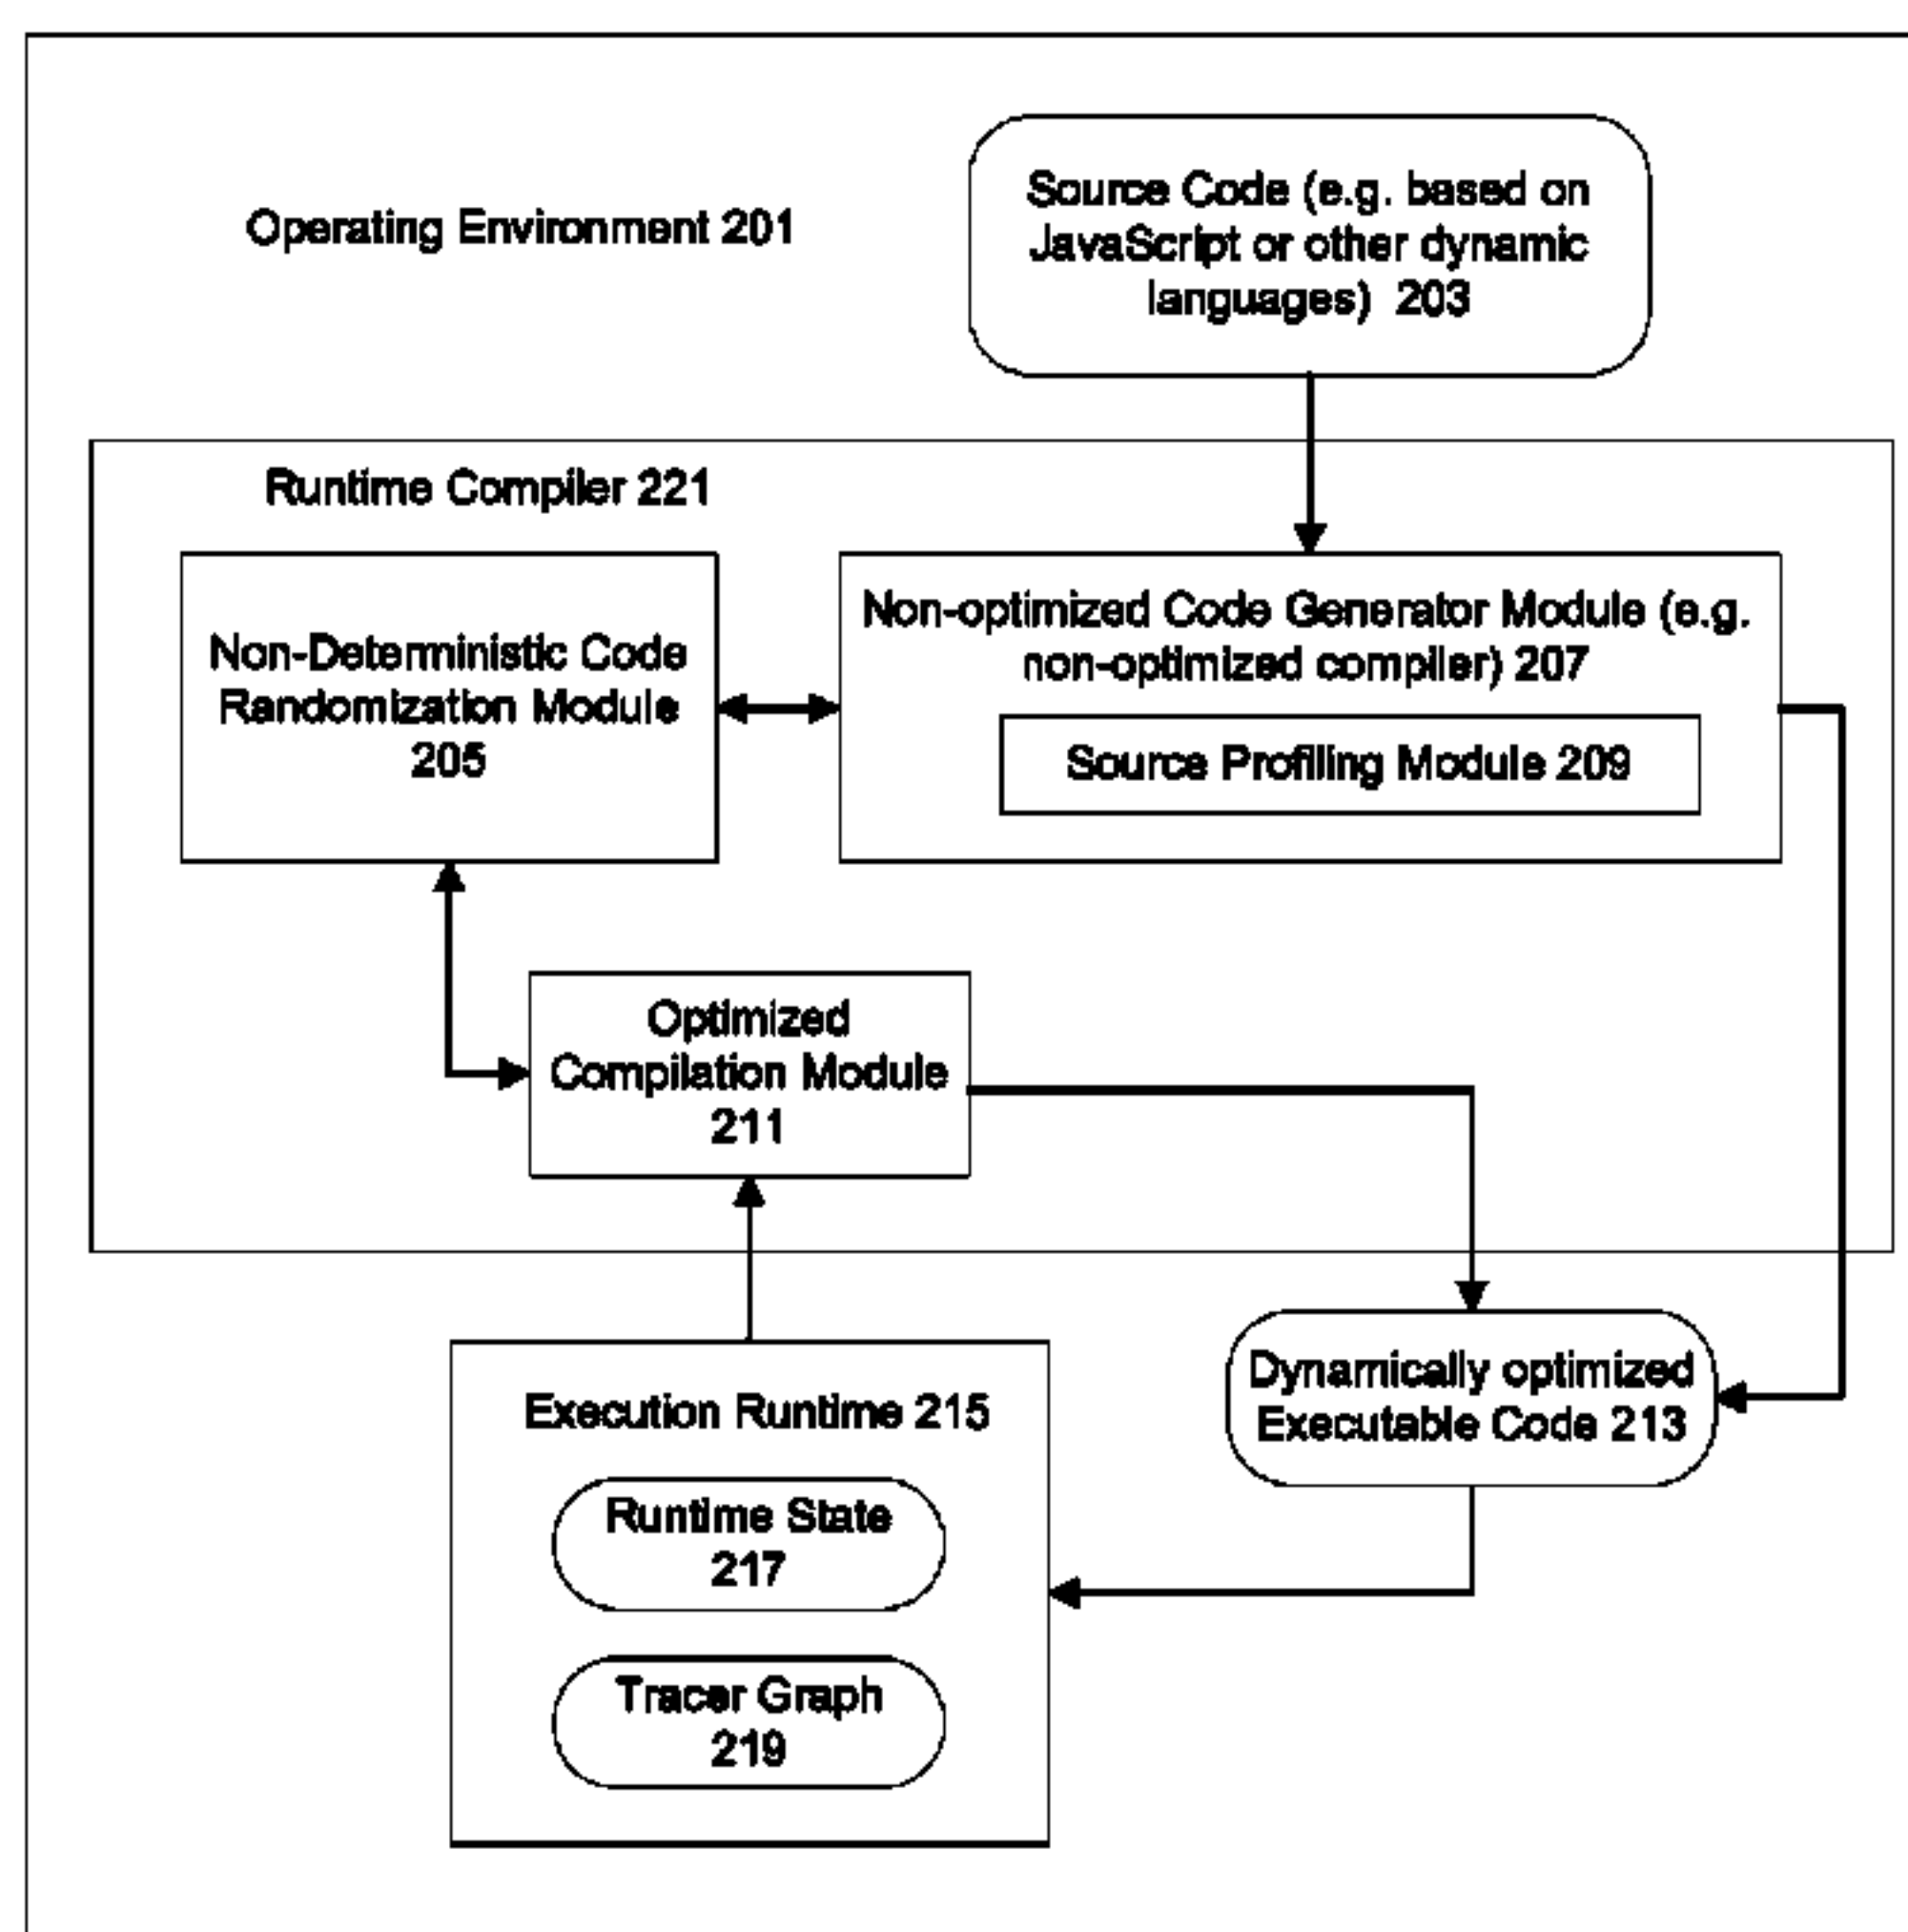 Operating Environment 201
Source Code (e.g. based on
JavaScript or other dynamic
languages) 203
Runtime Compiler 221
Non-Deterministic Code
Randomization Module
205
Non-optimized Code Generator Module (e.g.
non-optimized compiler) 207
Source Profiling Module 209
Optimized
Compilation Module
211
Execution Runtime 215
Runtime State
217
Tracer Graph
219
Dynamically optimized
Executable Code 213